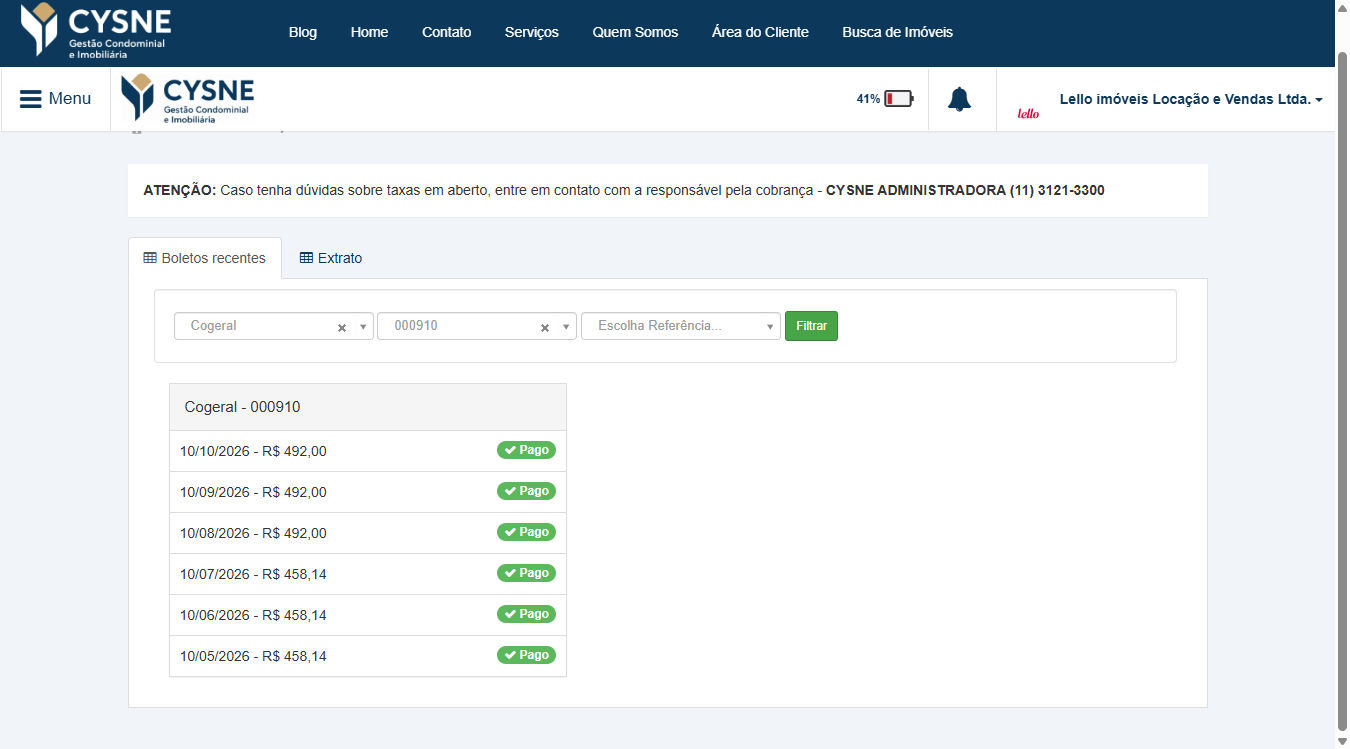 CYSNE
Gestão Condominial
e Imobiliária
Blog Home Contato Serviços Quem Somos Área do Cliente Busca de Imóveis
Menu
CYSNE
Gestão Condominial
e Imobiliária
41%
lello
Lello imóveis Locação e Vendas Ltda.
ATENÇÃO: Caso tenha dúvidas sobre taxas em aberto, entre em contato com a responsável pela cobrança - CYSNE ADMINISTRADORA (11) 3121-3300
Boletos recentes Extrato
Cogeral × 000910 × Escolha Referência... Filtrar
Cogeral - 000910
10/10/2026 - R$ 492,00 Pago
10/09/2026 - R$ 492,00 Pago
10/08/2026 - R$ 492,00 Pago
10/07/2026 - R$ 458,14 Pago
10/06/2026 - R$ 458,14 Pago
10/05/2026 - R$ 458,14 Pago